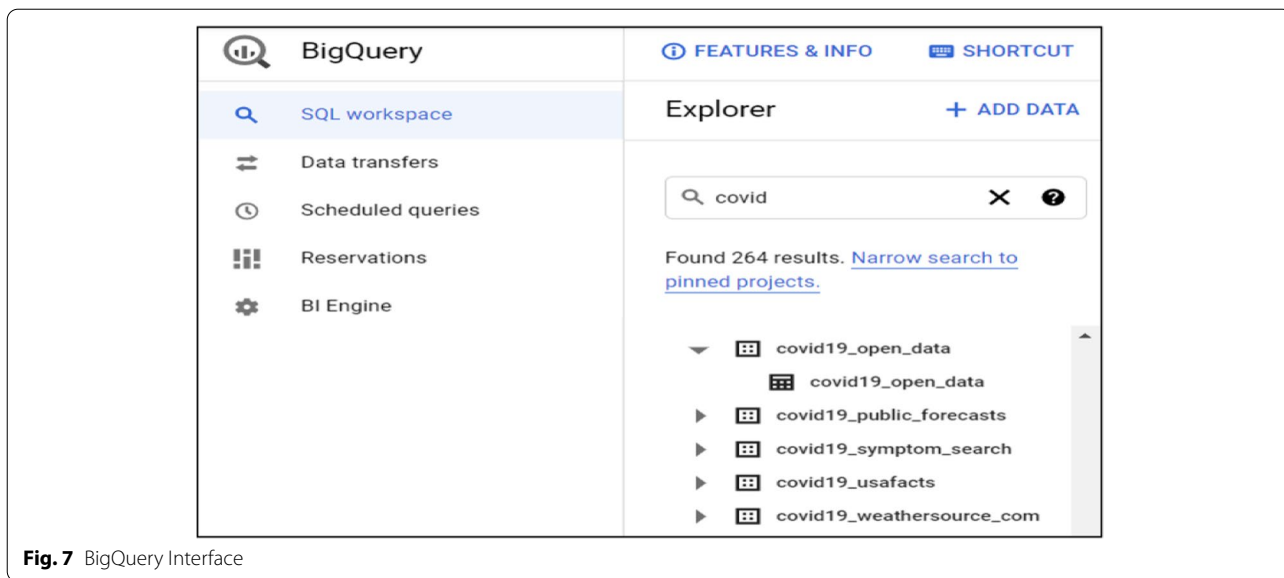 BigQuery
SQL workspace
Data transfers
Scheduled queries
Reservations
BI Engine
FEATURES & INFO
SHORTCUT
Explorer
+ ADD DATA
covid
Found 264 results. Narrow search to
pinned projects.
covid19_open_data
covid19_open_data
covid19_public_forecasts
covid19_symptom_search
covid19_usafacts
covid19_weathersource_com
Fig. 7 BigQuery Interface